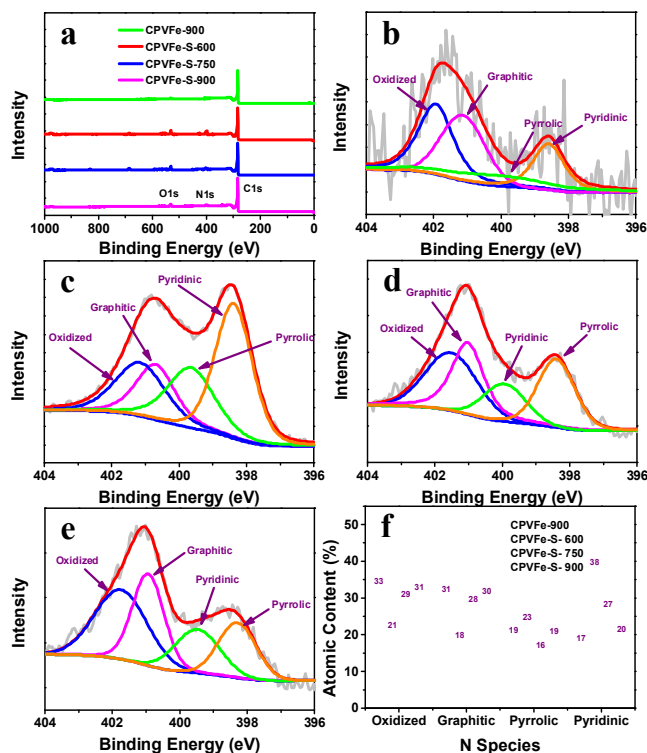 a
CPVFe-900
CPVFe-S-600
CPVFe-S-750
CPVFe-S-900
O1s
N1s
C1s
Intensity
1000 800 600 400 200 0
Binding Energy (eV)
b
Oxidized
Graphitic
Pyrrolic
Pyridinic
Intensity
404 402 400 398 396
Binding Energy (eV)
c
Pyridinic
Graphitic
Oxidized
Pyrrolic
Intensity
404 402 400 398 396
Binding Energy (eV)
d
Graphitic
Oxidized
Pyridinic
Pyrrolic
Intensity
404 402 400 398 396
Binding Energy (eV)
e
Oxidized
Graphitic
Pyridinic
Pyrrolic
Intensity
404 402 400 398 396
Binding Energy (eV)
f
CPVFe-900
CPVFe-S- 600
CPVFe-S- 750
CPVFe-S- 900
Atomic Content (%)
50
40
30
20
10
0
33 21 29 31
32 18 29 30
19 23 16 19
19 38 27 20
Oxidized Graphitic Pyrrolic Pyridinic
N Species